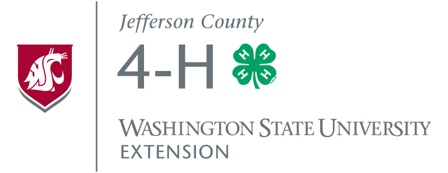 Jefferson County
4-H
H H H H
WASHINGTON STATE UNIVERSITY
EXTENSION